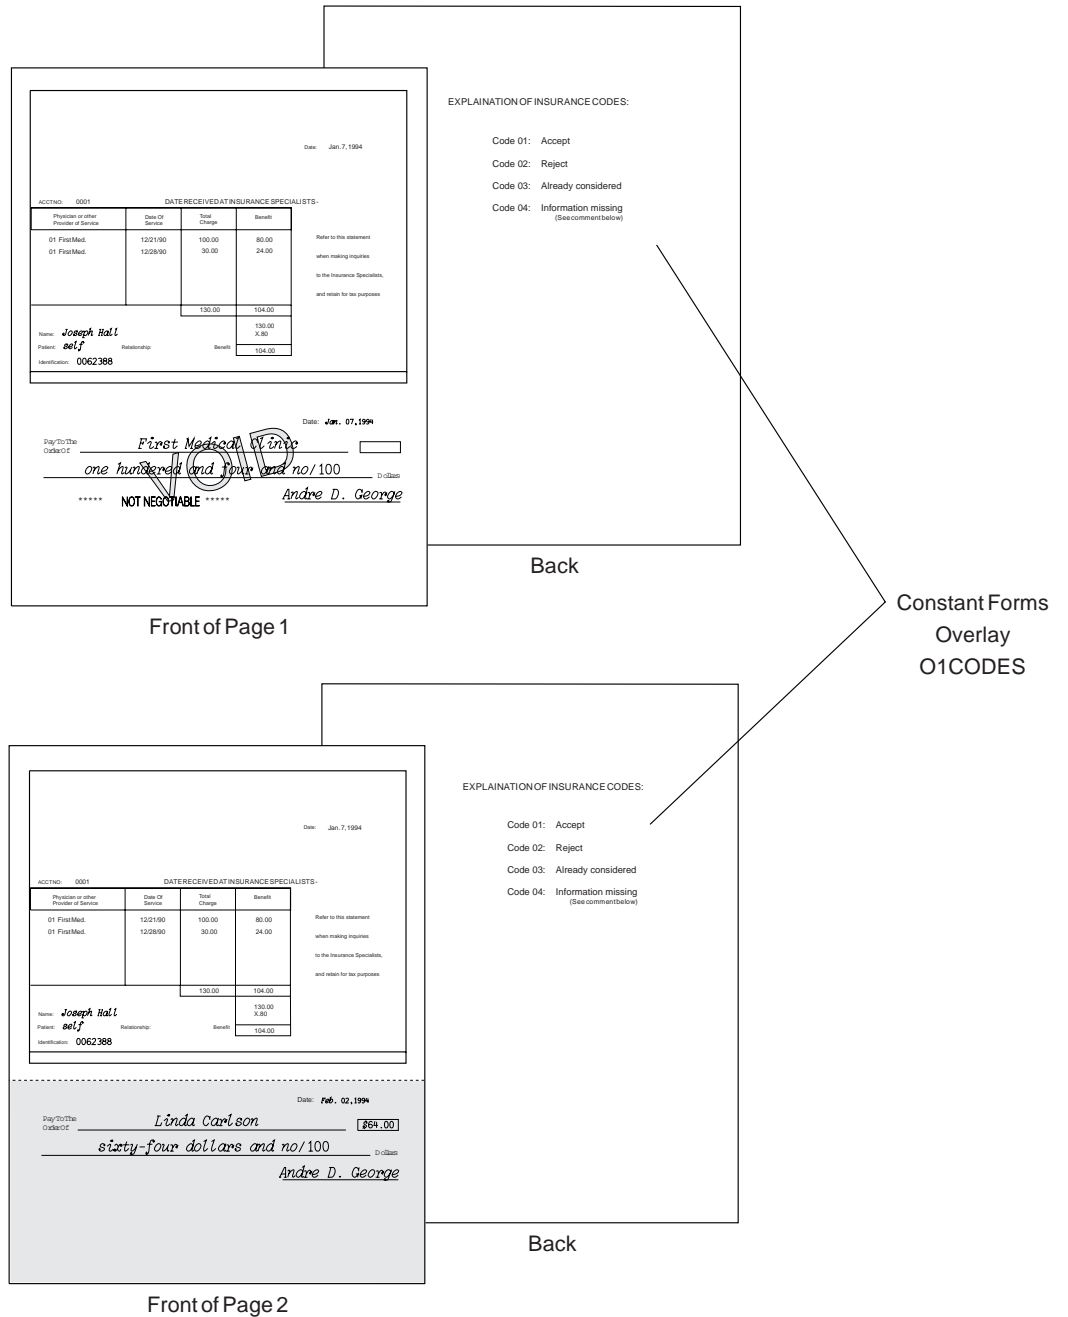 EXPLAINATION OF INSURANCE CODES:
Code 01: Accept
Code 02: Reject
Code 03: Already considered
Code 04: Information missing
(See comment below)
Date: Jan. 7, 1994
ACCT NO: 0001 DATE RECEIVED AT INSURANCE SPECIALISTS -
Physician or other Provider of Service Date Of Service Total Charge Benefit
01 First Med. 12/21/90 100.00 80.00
01 First Med. 12/28/90 30.00 24.00
Refer to this statement
when making inquiries
to the Insurance Specialists,
and retain for tax purposes
130.00 104.00
130.00
X.80
Name: Joseph Hall
Patient: self Relationship: Benefit 104.00
Identification: 0062388
Date: Jan. 07,1994
Pay To The
Order Of First Medical Clinic
one hundred and four and no/100 Dollars
VOID
***** NOT NEGOTIABLE ***** Andre D. George
Back
Front of Page 1
Constant Forms
Overlay
O1CODES
EXPLAINATION OF INSURANCE CODES:
Code 01: Accept
Code 02: Reject
Code 03: Already considered
Code 04: Information missing
(See comment below)
Date: Jan. 7, 1994
ACCT NO: 0001 DATE RECEIVED AT INSURANCE SPECIALISTS -
Physician or other Provider of Service Date Of Service Total Charge Benefit
01 First Med. 12/21/90 100.00 80.00
01 First Med. 12/28/90 30.00 24.00
Refer to this statement
when making inquiries
to the Insurance Specialists,
and retain for tax purposes
130.00 104.00
130.00
X.80
Name: Joseph Hall
Patient: self Relationship: Benefit 104.00
Identification: 0062388
Date: Feb. 02,1994
Pay To The
Order Of Linda Carlson $64.00
sixty-four dollars and no/100 Dollars
Andre D. George
Back
Front of Page 2